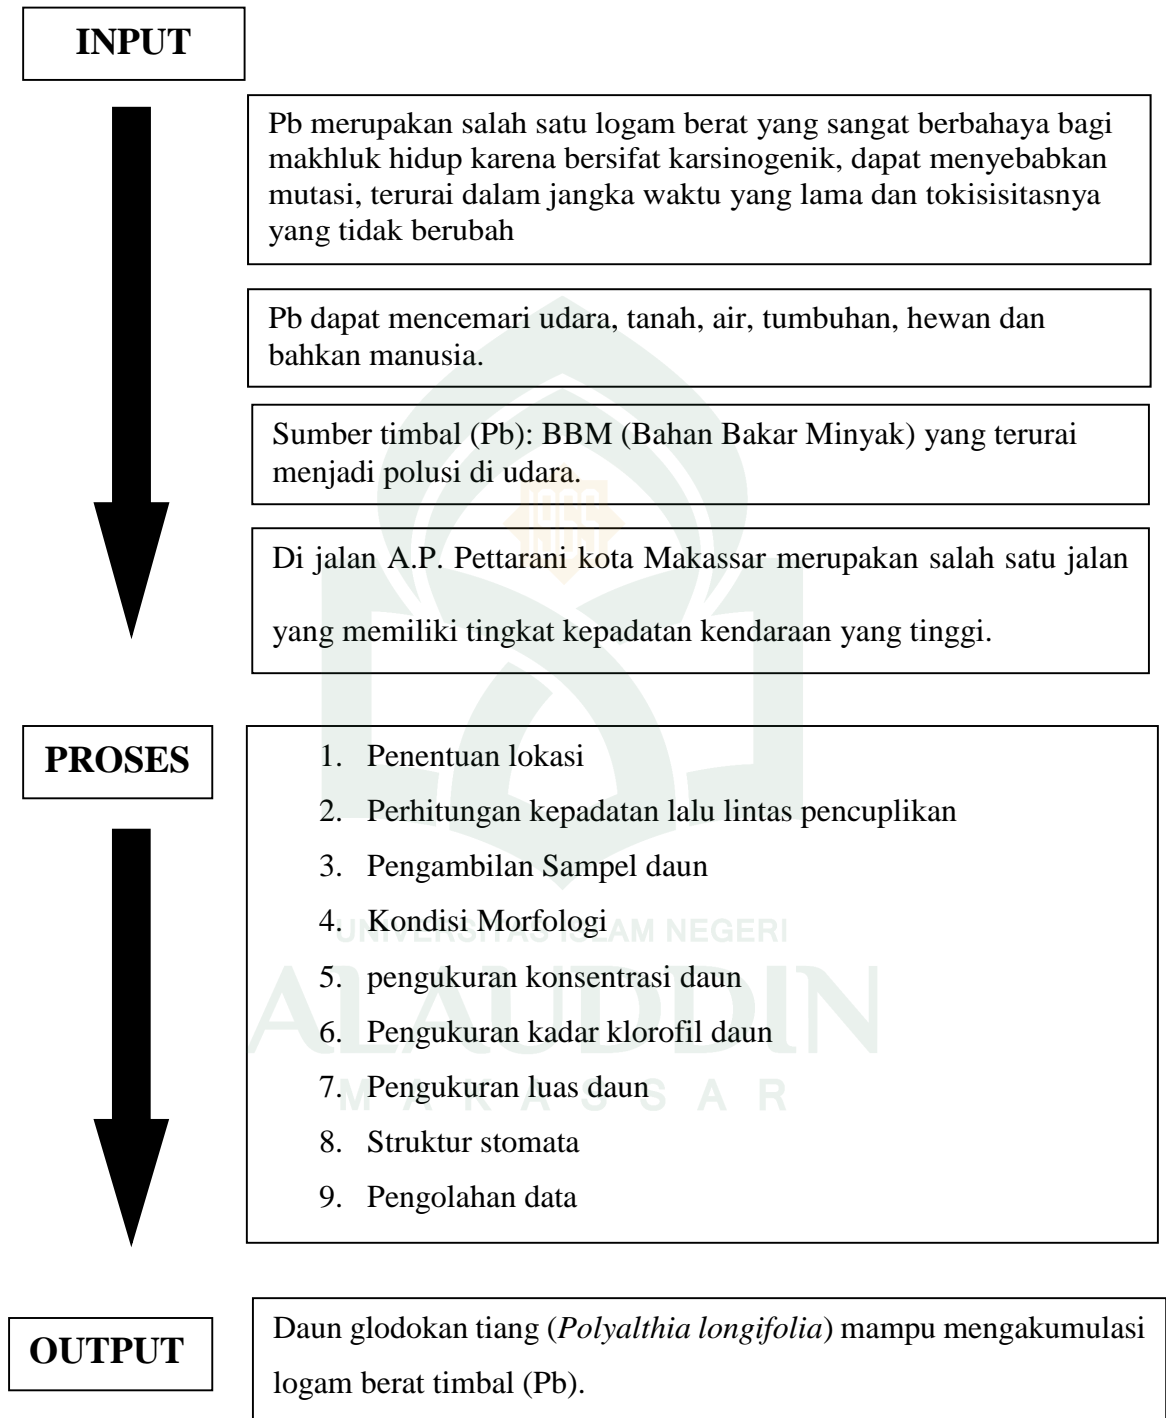 INPUT
Pb merupakan salah satu logam berat yang sangat berbahaya bagi
makhluk hidup karena bersifat karsinogenik, dapat menyebabkan
mutasi, terurai dalam jangka waktu yang lama dan tokisisitasnya
yang tidak berubah
Pb dapat mencemari udara, tanah, air, tumbuhan, hewan dan
bahkan manusia.
Sumber timbal (Pb): BBM (Bahan Bakar Minyak) yang terurai
menjadi polusi di udara.
Di jalan A.P. Pettarani kota Makassar merupakan salah satu jalan
yang memiliki tingkat kepadatan kendaraan yang tinggi.
PROSES
1. Penentuan lokasi
2. Perhitungan kepadatan lalu lintas pencuplikan
3. Pengambilan Sampel daun
4. Kondisi Morfologi
5. pengukuran konsentrasi daun
6. Pengukuran kadar klorofil daun
7. Pengukuran luas daun
8. Struktur stomata
9. Pengolahan data
UNIVERSITAS ISLAM NEGERI
ALAUDDIN
MAKASSAR
OUTPUT
Daun glodokan tiang (Polyalthia longifolia) mampu mengakumulasi
logam berat timbal (Pb).